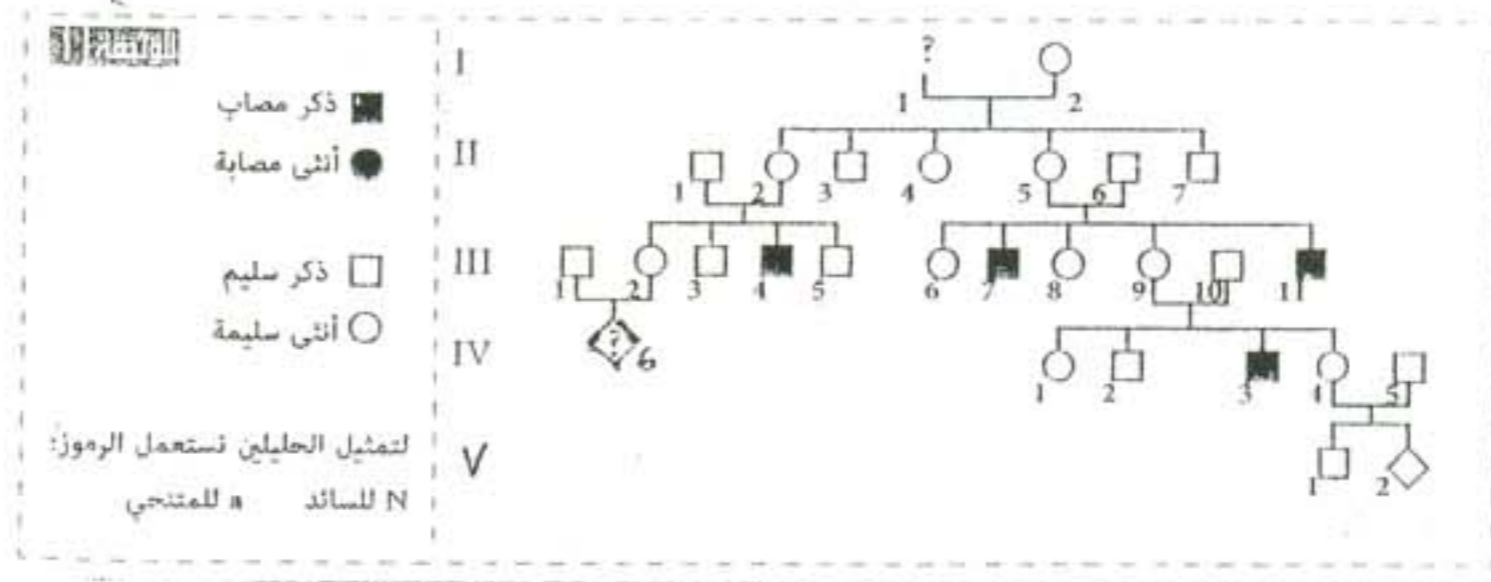 ذكر مصاب
أنثى مصابة
ذكر سليم
أنثى سليمة
لتمثيل الحليلين نستعمل الرموز:
N للسائد a للمتنحي
I
? 1 2
II
1 2 3 4 5 6 7
III
1 2 3 4 5 6 7 8 9 10 1
IV
? 6 1 2 3 4 5
V
1 2